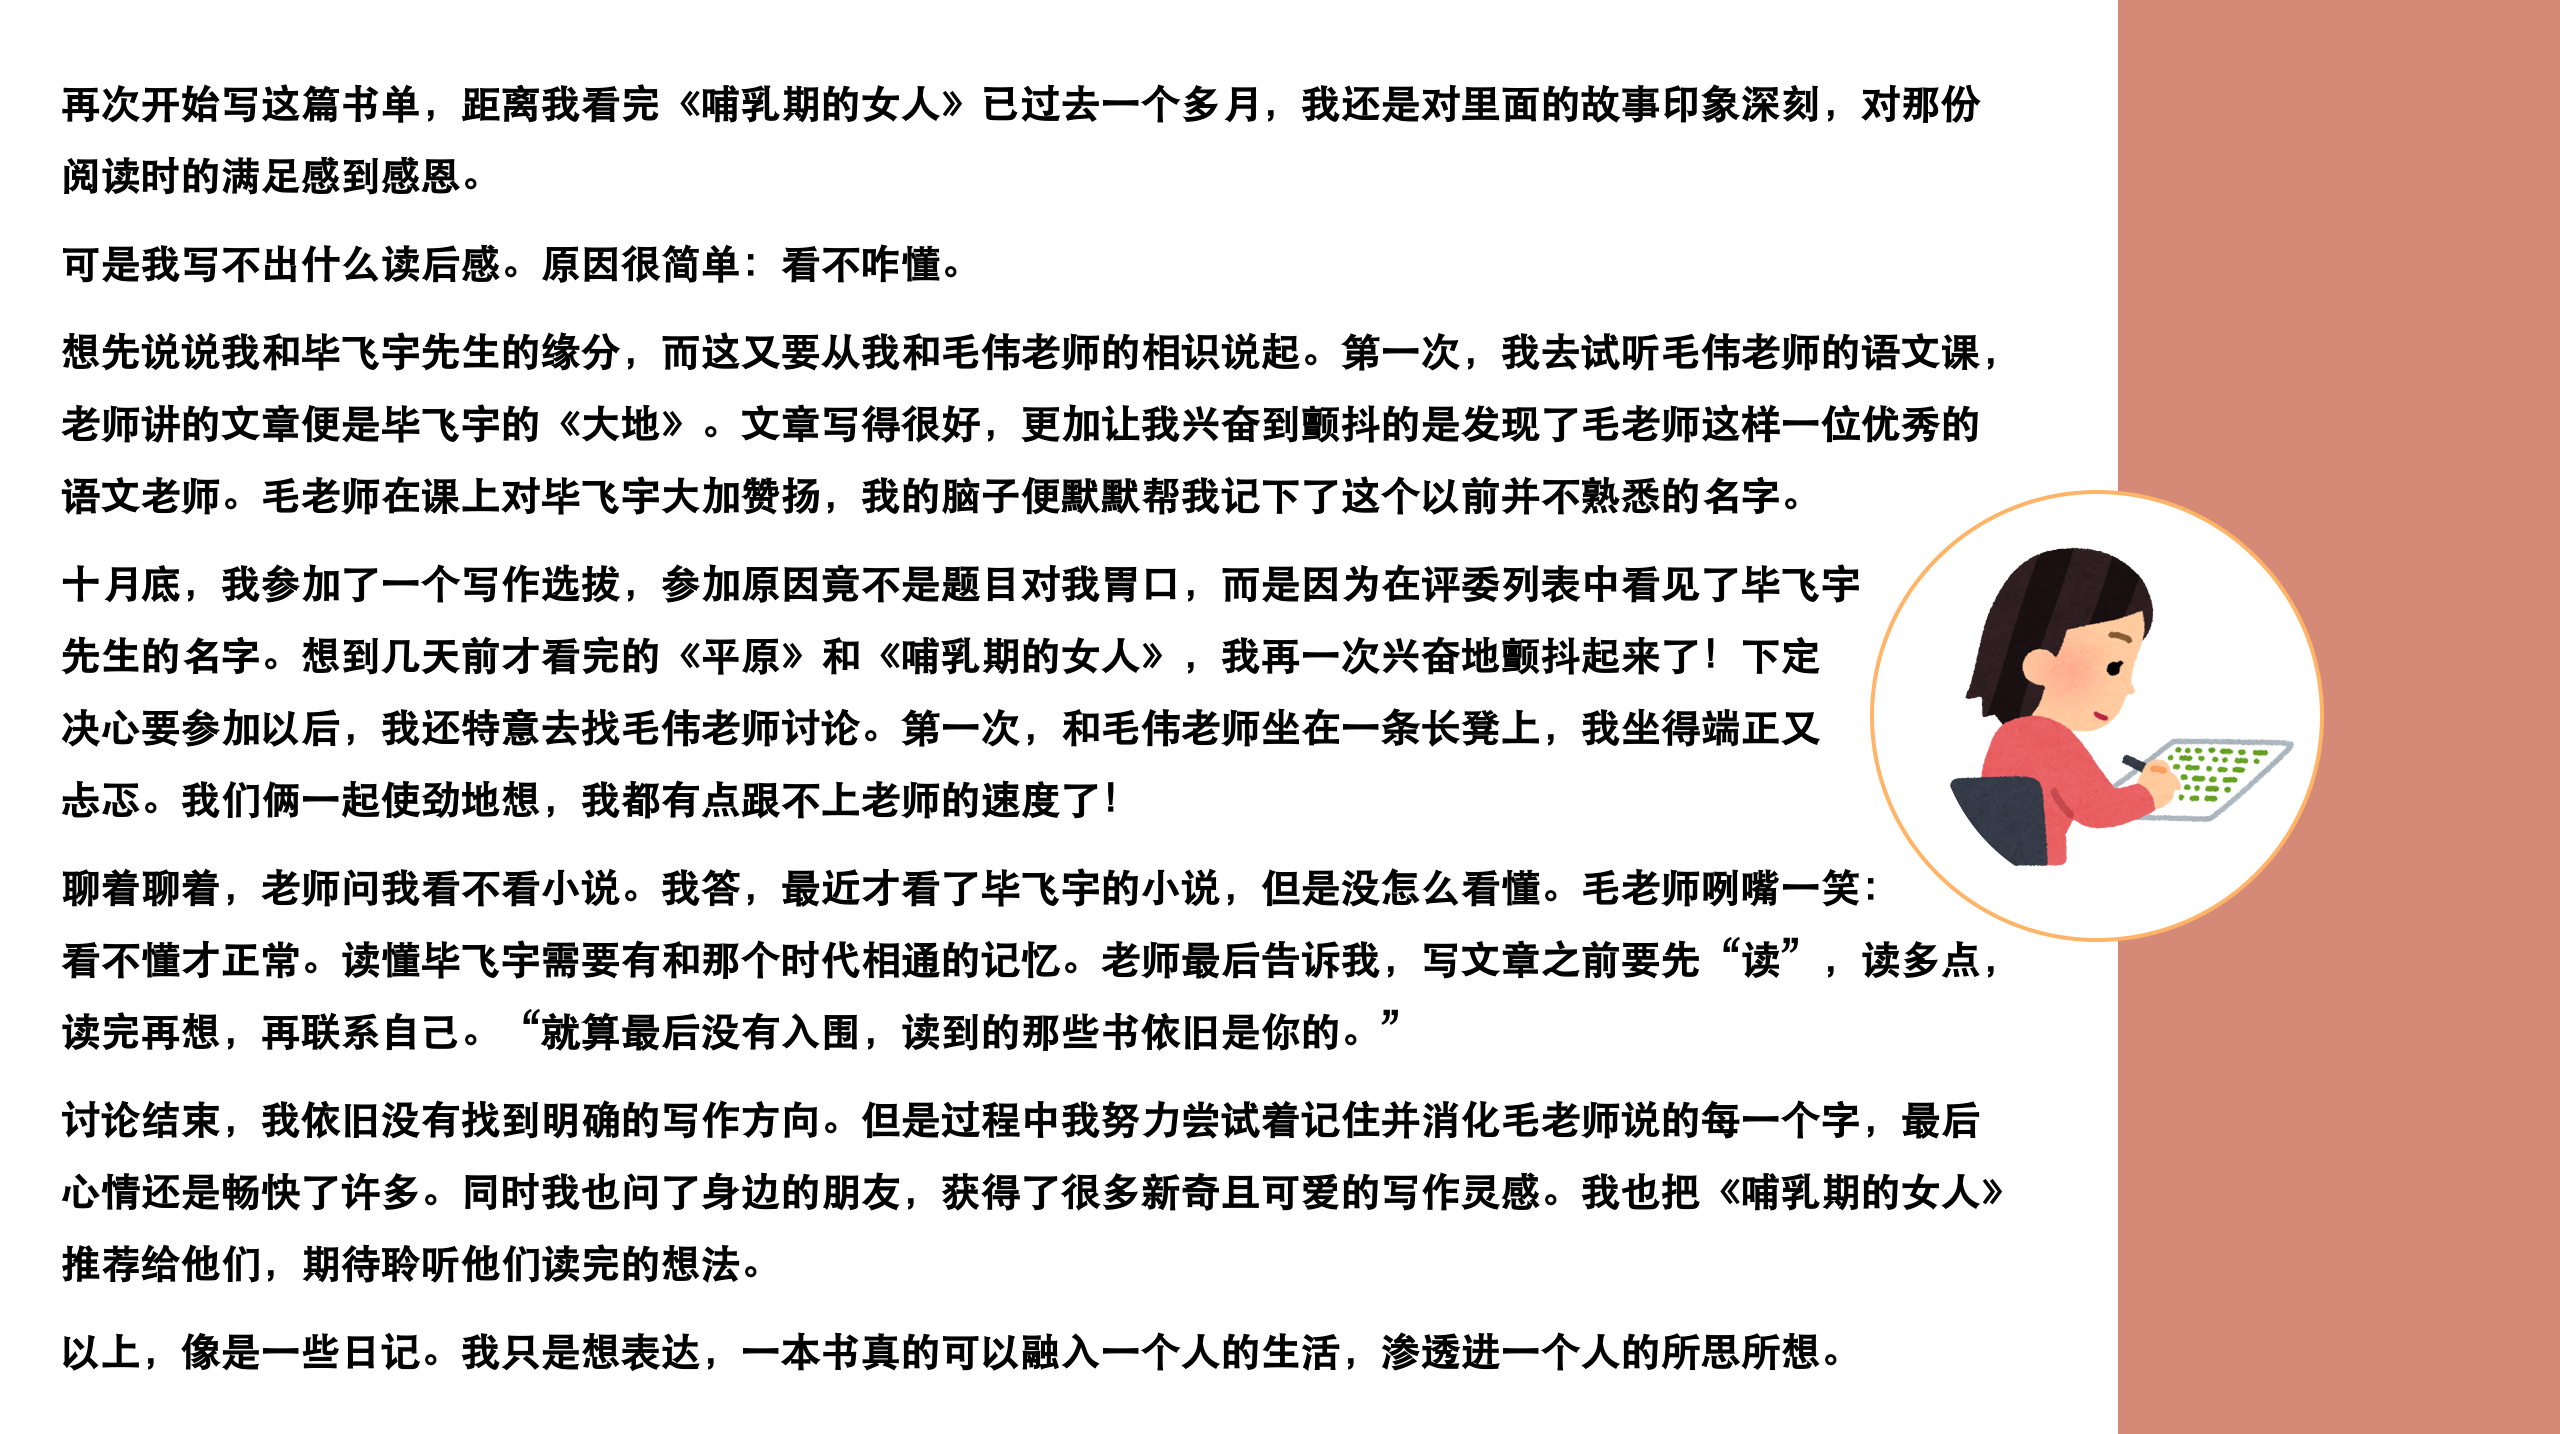 再次开始写这篇书单，距离我看完《哺乳期的女人》已过去一个多月，我还是对里面的故事印象深刻，对那份
阅读时的满足感到感恩。
可是我写不出什么读后感。原因很简单：看不咋懂。
想先说说我和毕飞宇先生的缘分，而这又要从我和毛伟老师的相识说起。第一次，我去试听毛伟老师的语文课，
老师讲的文章便是毕飞宇的《大地》。文章写得很好，更加让我兴奋到颤抖的是发现了毛老师这样一位优秀的
语文老师。毛老师在课上对毕飞宇大加赞扬，我的脑子便默默帮我记下了这个以前并不熟悉的名字。
十月底，我参加了一个写作选拔，参加原因竟不是题目对我胃口，而是因为在评委列表中看见了毕飞宇
先生的名字。想到几天前才看完的《平原》和《哺乳期的女人》，我再一次兴奋地颤抖起来了！下定
决心要参加以后，我还特意去找毛伟老师讨论。第一次，和毛伟老师坐在一条长凳上，我坐得端正又
忐忑。我们俩一起使劲地想，我都有点跟不上老师的速度了！
聊着聊着，老师问我看不看小说。我答，最近才看了毕飞宇的小说，但是没怎么看懂。毛老师咧嘴一笑：
看不懂才正常。读懂毕飞宇需要有和那个时代相通的记忆。老师最后告诉我，写文章之前要先“读”，读多点，
读完再想，再联系自己。“就算最后没有入围，读到的那些书依旧是你的。”
讨论结束，我依旧没有找到明确的写作方向。但是过程中我努力尝试着记住并消化毛老师说的每一个字，最后
心情还是畅快了许多。同时我也问了身边的朋友，获得了很多新奇且可爱的写作灵感。我也把《哺乳期的女人》
推荐给他们，期待聆听他们读完的想法。
以上，像是一些日记。我只是想表达，一本书真的可以融入一个人的生活，渗透进一个人的所思所想。